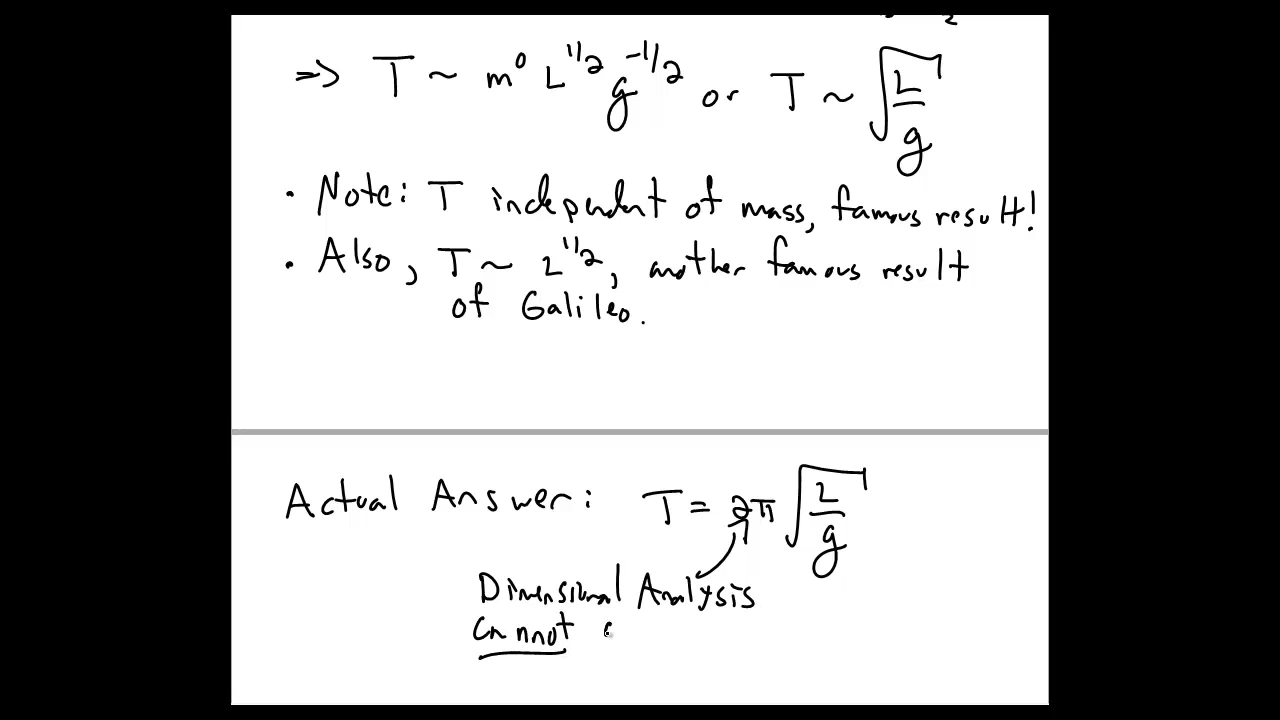 ⇒ T ~ m⁰ L^{1/2} g^{-1/2} or T ~ √(L/g)
• Note: T independent of mass, famous result!
• Also, T ~ L^{1/2}, another famous result
of Galileo.
Actual Answer: T = 2π √(L/g)
Dimensional Analysis
cannot